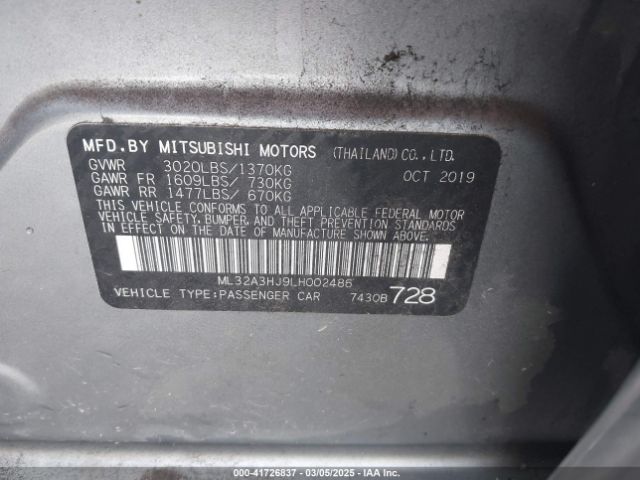 MFD.BY MITSUBISHI MOTORS (THAILAND)CO.,LTD.
GVWR 3020LBS/1370KG OCT 2019
GAWR FR 1609LBS/ 730KG
GAWR RR 1477LBS/ 670KG
THIS VEHICLE CONFORMS TO ALL APPLICABLE FEDERAL MOTOR
VEHICLE SAFETY, BUMPER, AND THEFT PREVENTION STANDARDS
IN EFFECT ON THE DATE OF MANUFACTURE SHOWN ABOVE.
ML32A3HJ9LH002486
VEHICLE TYPE:PASSENGER CAR 7430B 728
000-41726837 - 03/05/2025 - IAA Inc.